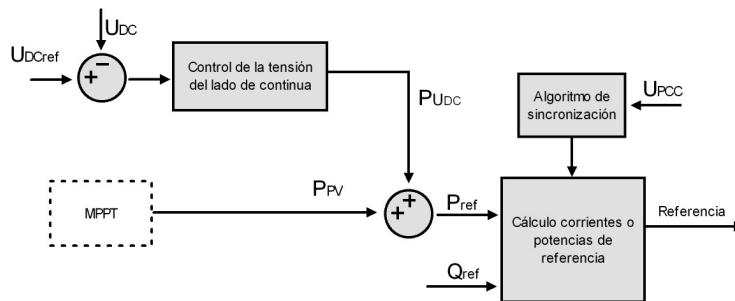 UDC
UDCref
−
+
Control de la tensión
del lado de continua
PUDC
Algoritmo de
sincronización
UPCC
MPPT
PPV
+
+
Pref
Cálculo corrientes o
potencias de
referencia
Referencia
Qref